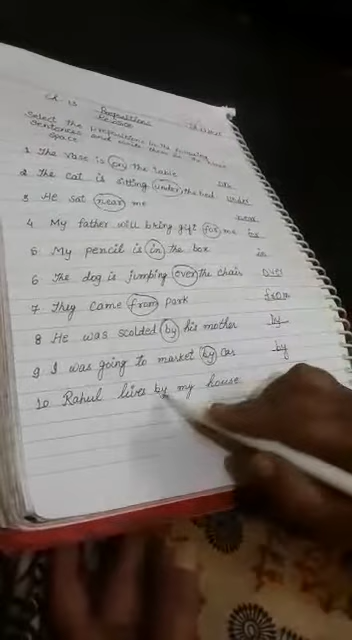 Ch - 13 Prepositions
Select the prepositions in the following
sentences and write them in the
space
1 The vase is on the table on
2 The cat is sitting under the bed under
3 He sat near me near
4 My father will bring gift for me for
5 My pencil is in the box in
6 The dog is jumping over the chair over
7 They came from park from
8 He was scolded by his mother by
9 I was going to market by car by
10 Rahul lives by my house